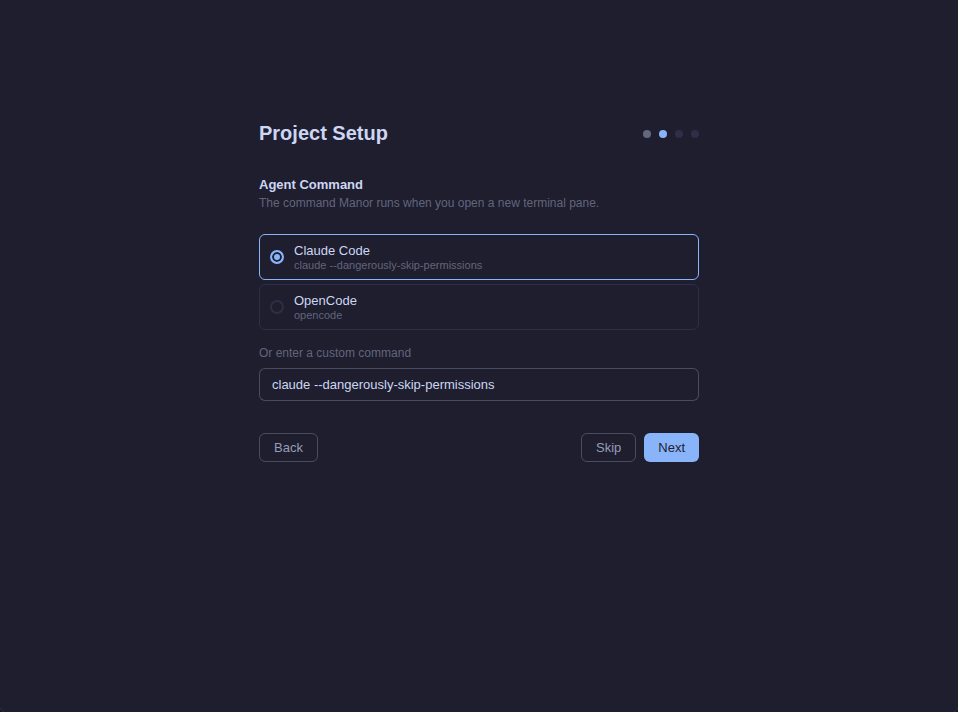 Project Setup
Agent Command
The command Manor runs when you open a new terminal pane.
Claude Code
claude --dangerously-skip-permissions
OpenCode
opencode
Or enter a custom command
claude --dangerously-skip-permissions
Back
Skip
Next